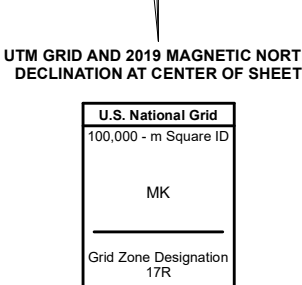 UTM GRID AND 2019 MAGNETIC NORT
DECLINATION AT CENTER OF SHEET
U.S. National Grid
100,000 - m Square ID
MK
Grid Zone Designation
17R